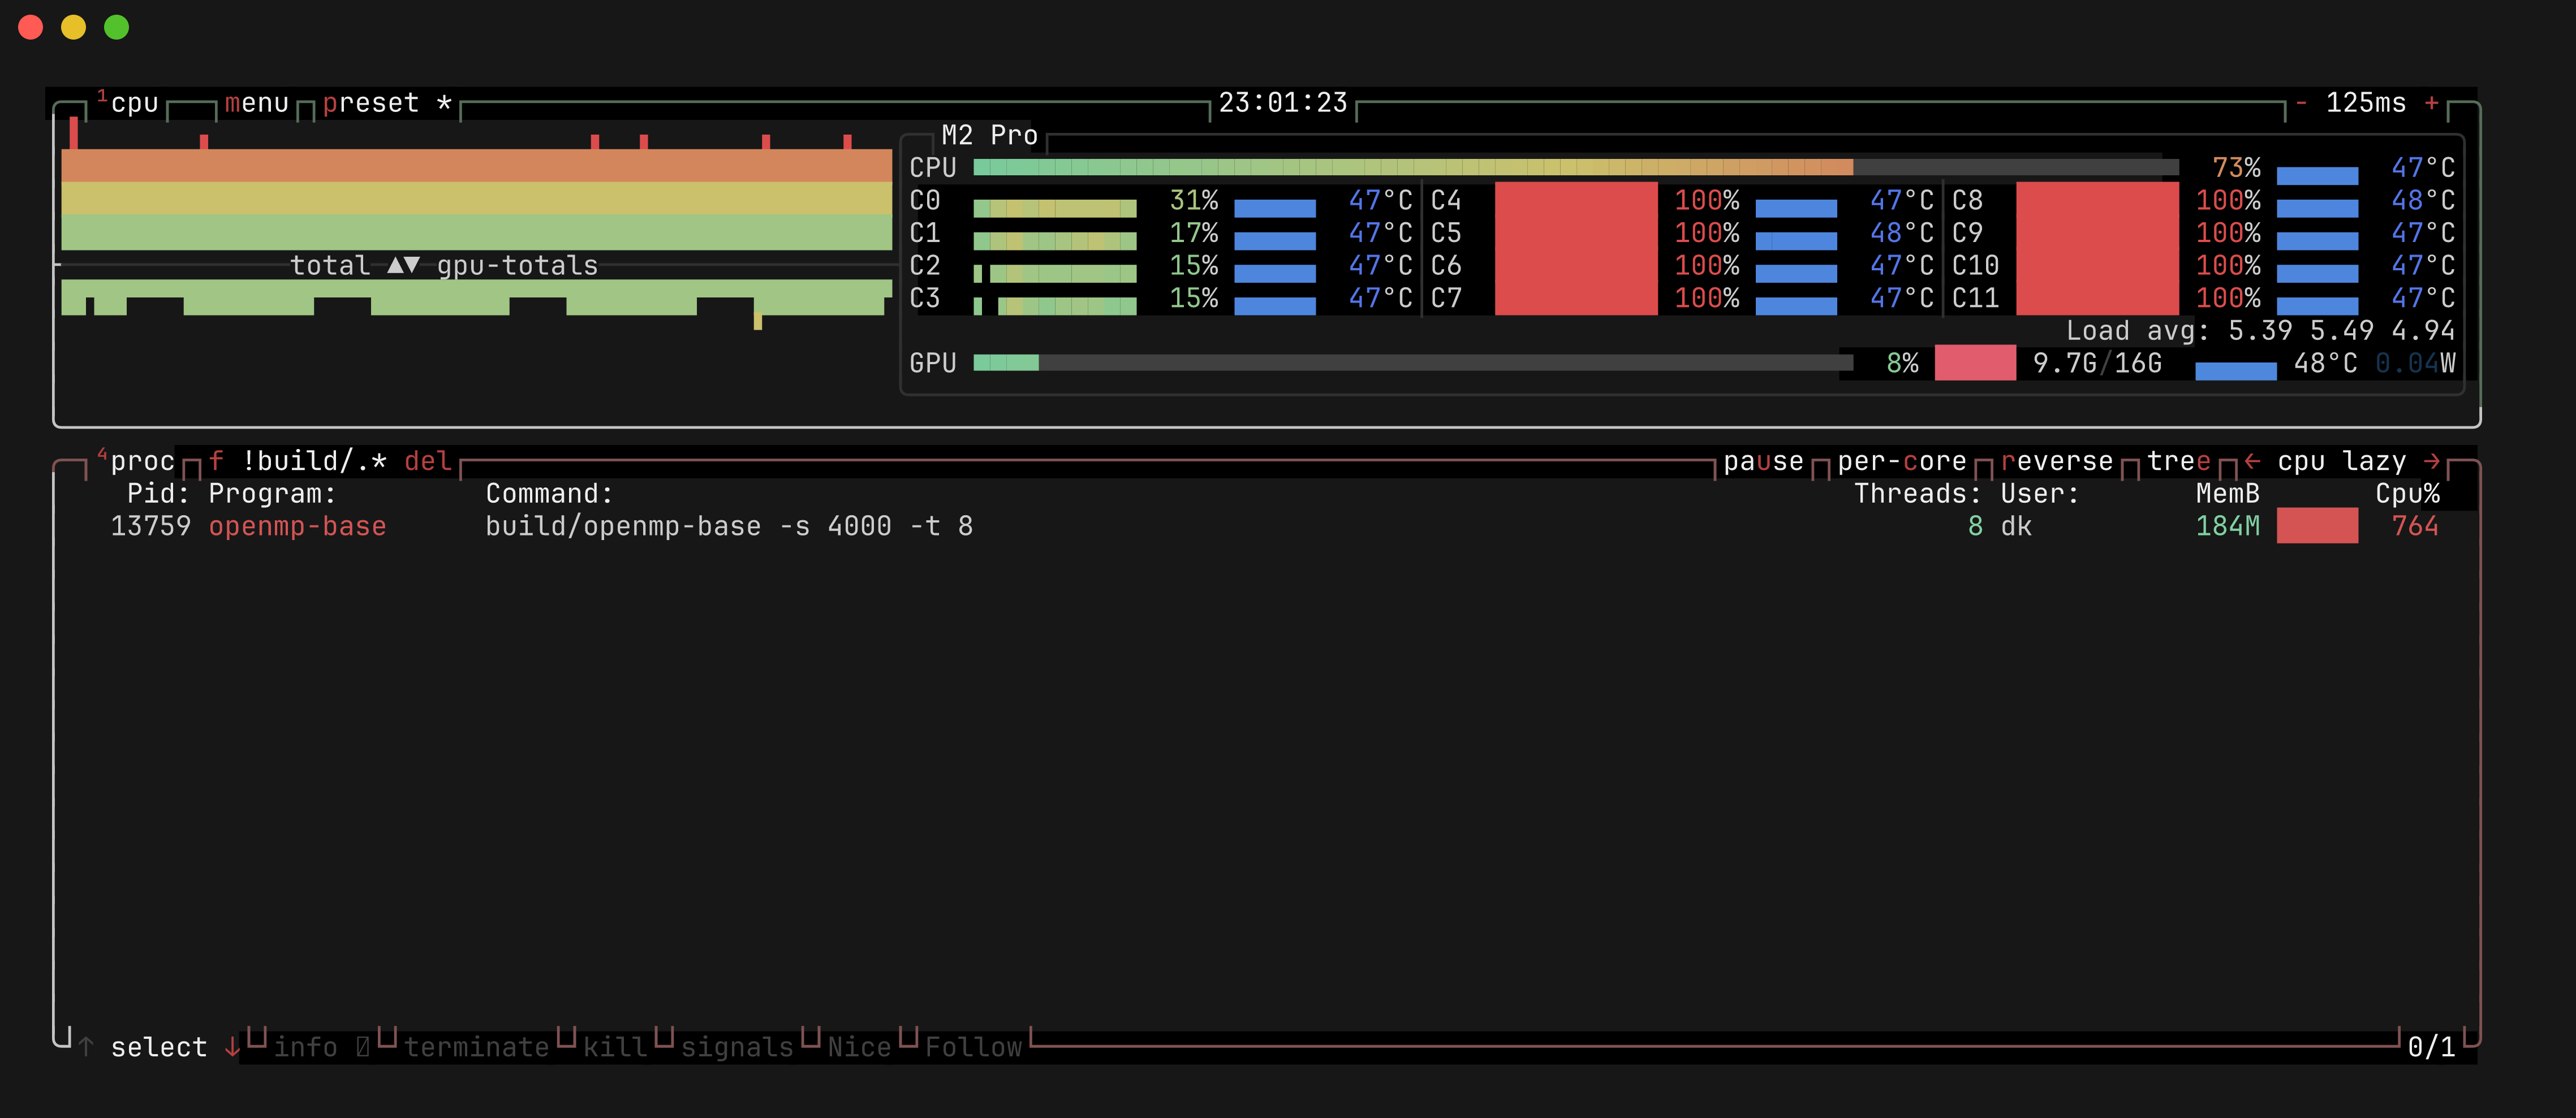 ¹cpu menu preset * 23:01:23 - 125ms +
M2 Pro
CPU 73% 47°C
C0 31% 47°C C4 100% 47°C C8 100% 48°C
C1 17% 47°C C5 100% 48°C C9 100% 47°C
total ▲▼ gpu-totals C2 15% 47°C C6 100% 47°C C10 100% 47°C
C3 15% 47°C C7 100% 47°C C11 100% 47°C
Load avg: 5.39 5.49 4.94
GPU 8% 9.7G/16G 48°C 0.04W
⁴proc f !build/.* del pause per-core reverse tree ← cpu lazy →
Pid: Program: Command: Threads: User: MemB Cpu%
13759 openmp-base build/openmp-base -s 4000 -t 8 8 dk 184M 764
↑ select ↓ info terminate kill signals Nice Follow 0/1